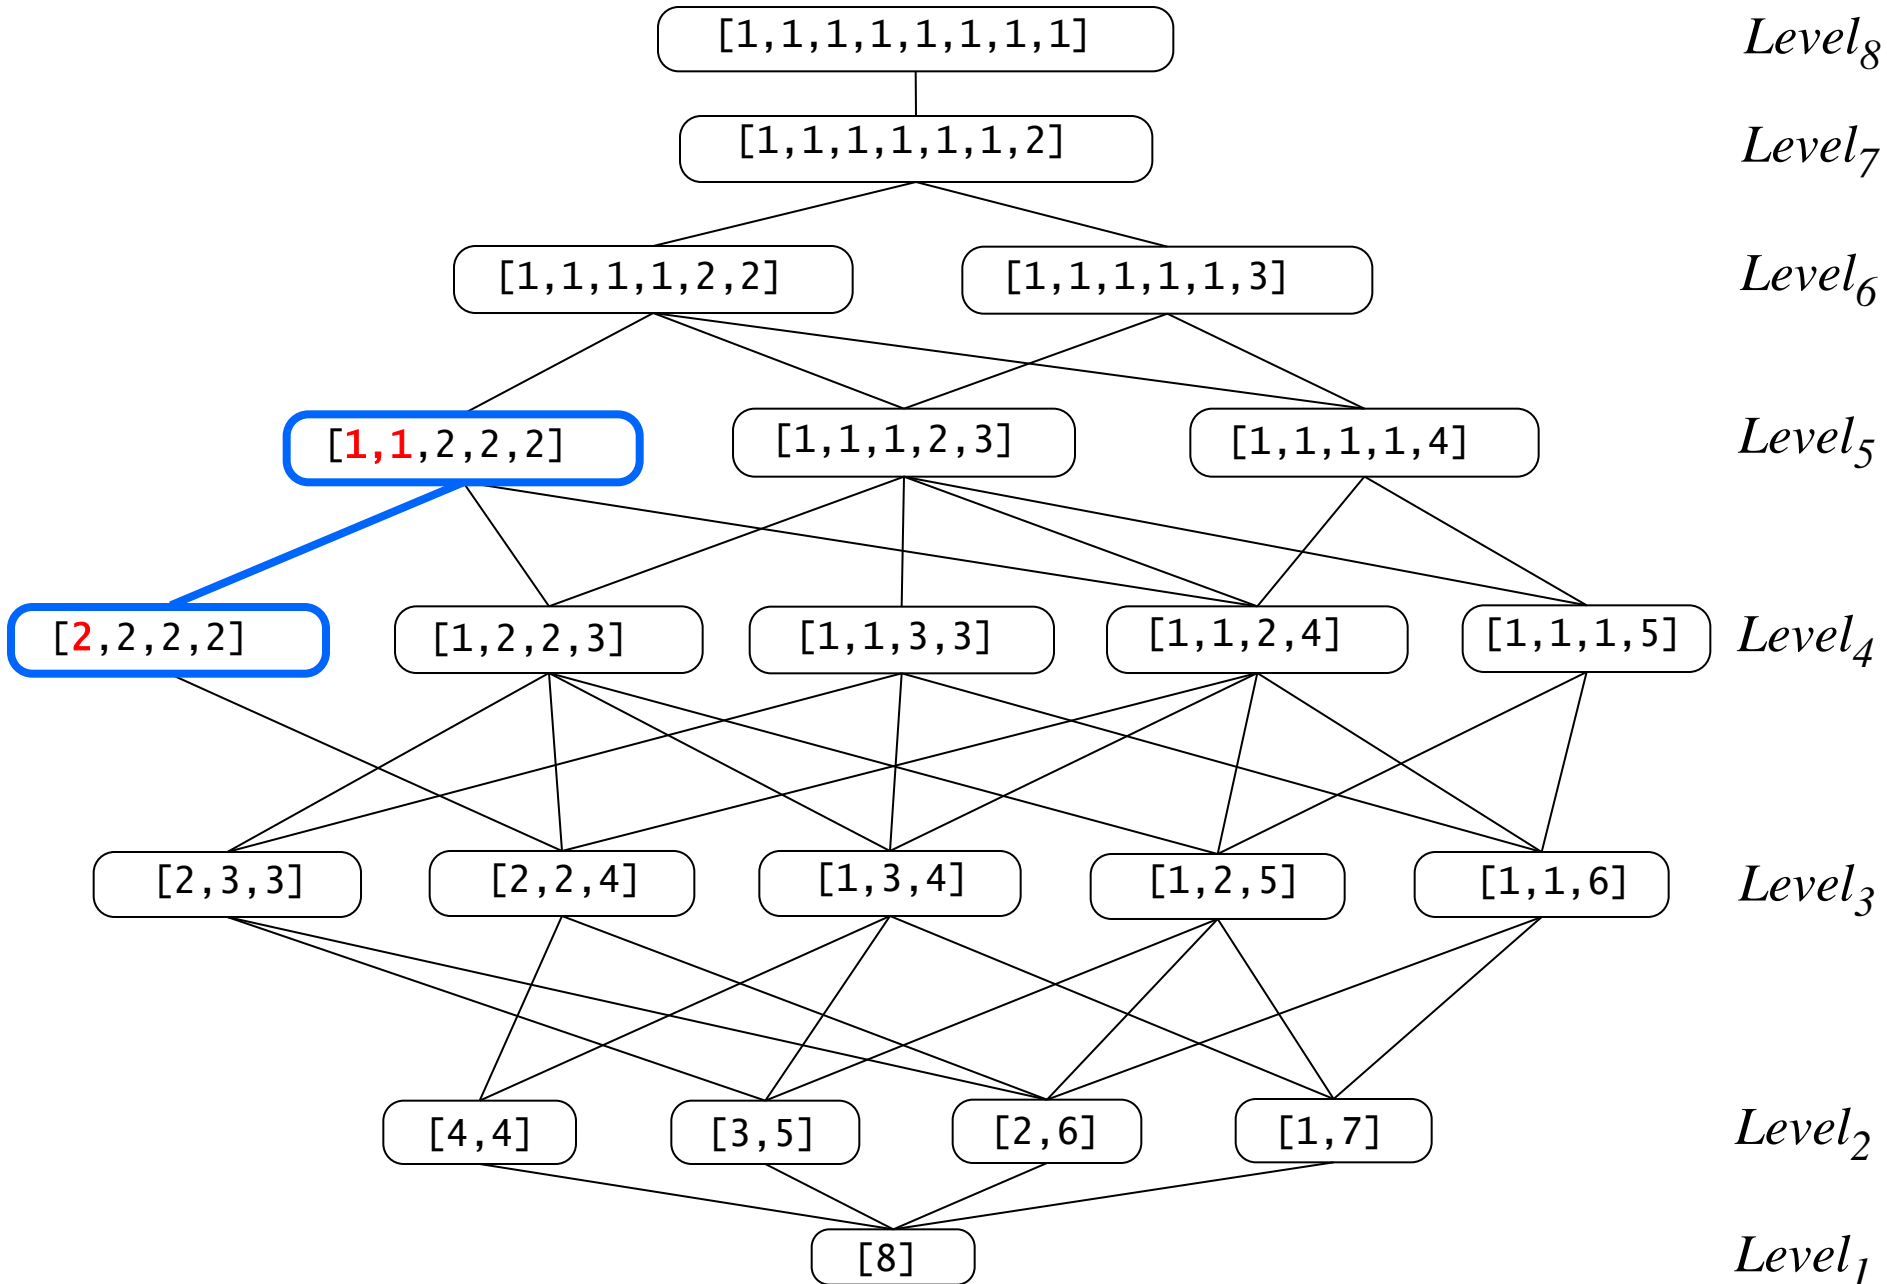 [1,1,1,1,1,1,1,1] Level8
[1,1,1,1,1,1,2] Level7
[1,1,1,1,2,2] [1,1,1,1,1,3] Level6
[1,1,2,2,2] [1,1,1,2,3] [1,1,1,1,4] Level5
[2,2,2,2] [1,2,2,3] [1,1,3,3] [1,1,2,4] [1,1,1,5] Level4
[2,3,3] [2,2,4] [1,3,4] [1,2,5] [1,1,6] Level3
[4,4] [3,5] [2,6] [1,7] Level2
[8] Level1